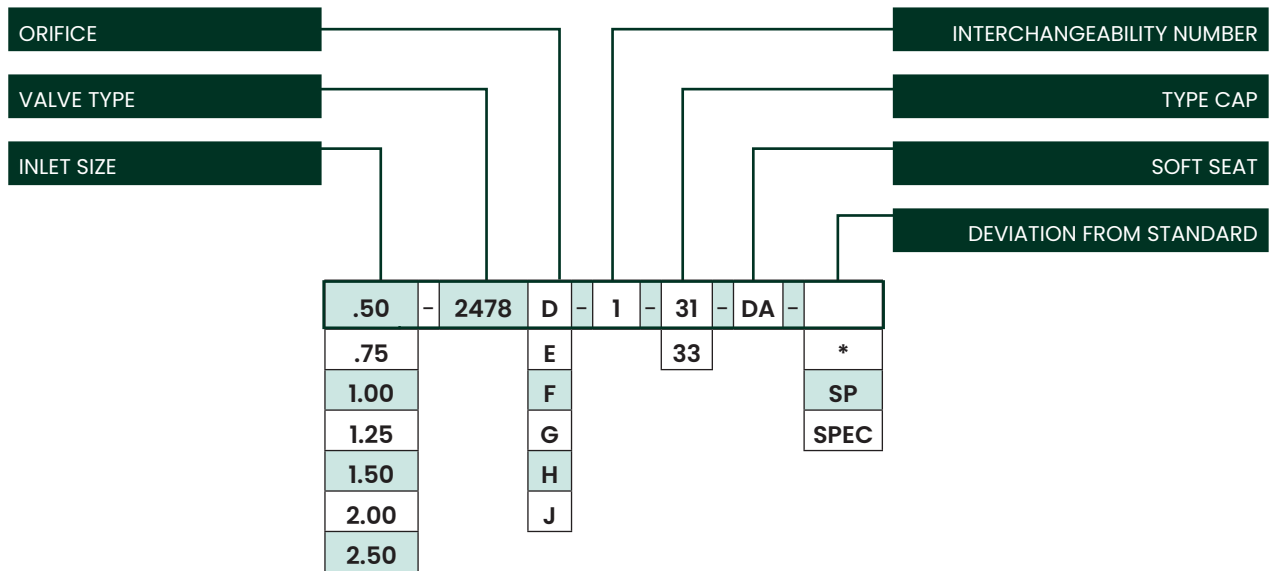 ORIFICE
INTERCHANGEABILITY NUMBER
VALVE TYPE
TYPE CAP
INLET SIZE
SOFT SEAT
DEVIATION FROM STANDARD
.50 - 2478 D - 1 - 31 - DA -
.75 E 33 *
1.00 F SP
1.25 G SPEC
1.50 H
2.00 J
2.50